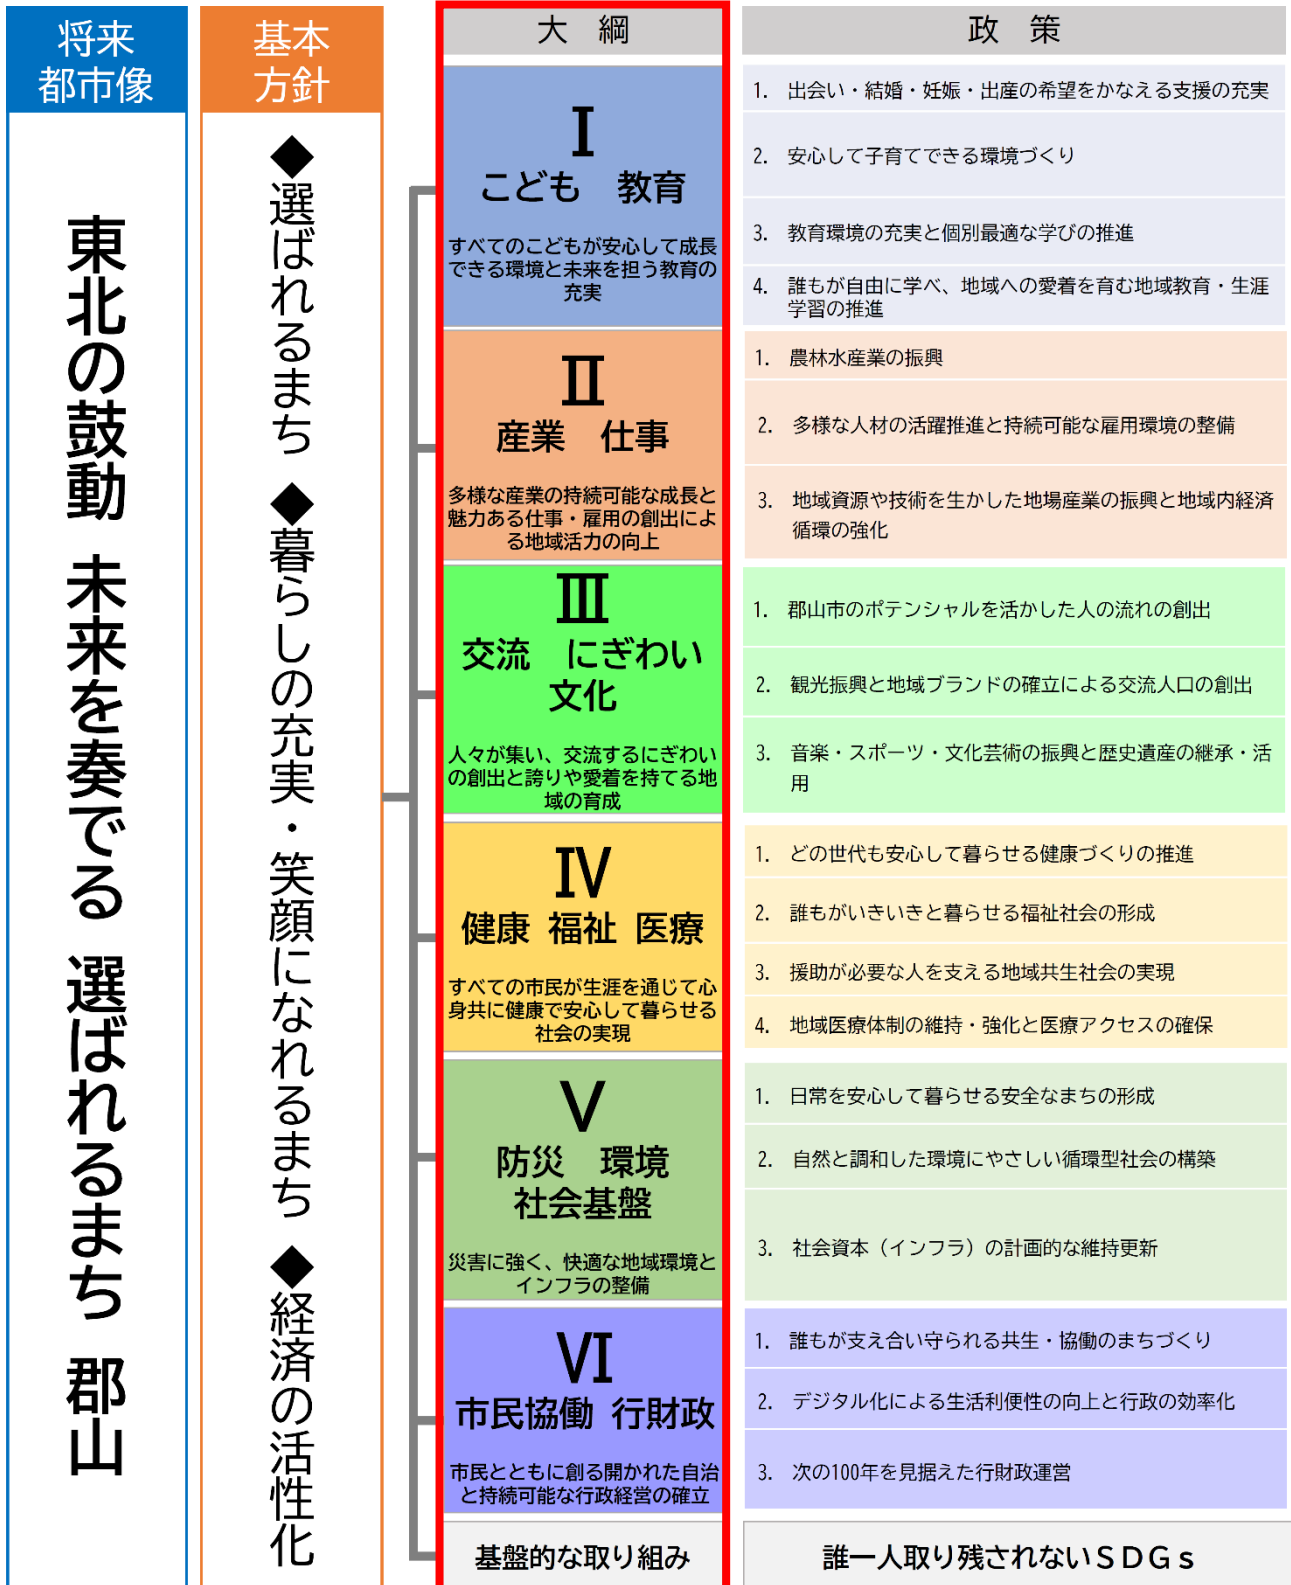 将来
都市像
東北の鼓動 未来を奏でる 選ばれるまち 郡山
基本
方針
◆選ばれるまち ◆暮らしの充実・笑顔になれるまち ◆経済の活性化
大 綱
政 策
Ⅰ
こども 教育
すべてのこどもが安心して成長
できる環境と未来を担う教育の
充実
1. 出会い・結婚・妊娠・出産の希望をかなえる支援の充実
2. 安心して子育てできる環境づくり
3. 教育環境の充実と個別最適な学びの推進
4. 誰もが自由に学べ、地域への愛着を育む地域教育・生涯
学習の推進
Ⅱ
産業 仕事
多様な産業の持続可能な成長と
魅力ある仕事・雇用の創出によ
る地域活力の向上
1. 農林水産業の振興
2. 多様な人材の活躍推進と持続可能な雇用環境の整備
3. 地域資源や技術を生かした地場産業の振興と地域内経済
循環の強化
Ⅲ
交流 にぎわい
文化
人々が集い、交流するにぎわい
の創出と誇りや愛着を持てる地
域の育成
1. 郡山市のポテンシャルを活かした人の流れの創出
2. 観光振興と地域ブランドの確立による交流人口の創出
3. 音楽・スポーツ・文化芸術の振興と歴史遺産の継承・活
用
Ⅳ
健康 福祉 医療
すべての市民が生涯を通じて心
身共に健康で安心して暮らせる
社会の実現
1. どの世代も安心して暮らせる健康づくりの推進
2. 誰もがいきいきと暮らせる福祉社会の形成
3. 援助が必要な人を支える地域共生社会の実現
4. 地域医療体制の維持・強化と医療アクセスの確保
Ⅴ
防災 環境
社会基盤
災害に強く、快適な地域環境と
インフラの整備
1. 日常を安心して暮らせる安全なまちの形成
2. 自然と調和した環境にやさしい循環型社会の構築
3. 社会資本（インフラ）の計画的な維持更新
Ⅵ
市民協働 行財政
市民とともに創る開かれた自治
と持続可能な行政経営の確立
1. 誰もが支え合い守られる共生・協働のまちづくり
2. デジタル化による生活利便性の向上と行政の効率化
3. 次の100年を見据えた行財政運営
基盤的な取り組み
誰一人取り残されないＳＤＧｓ